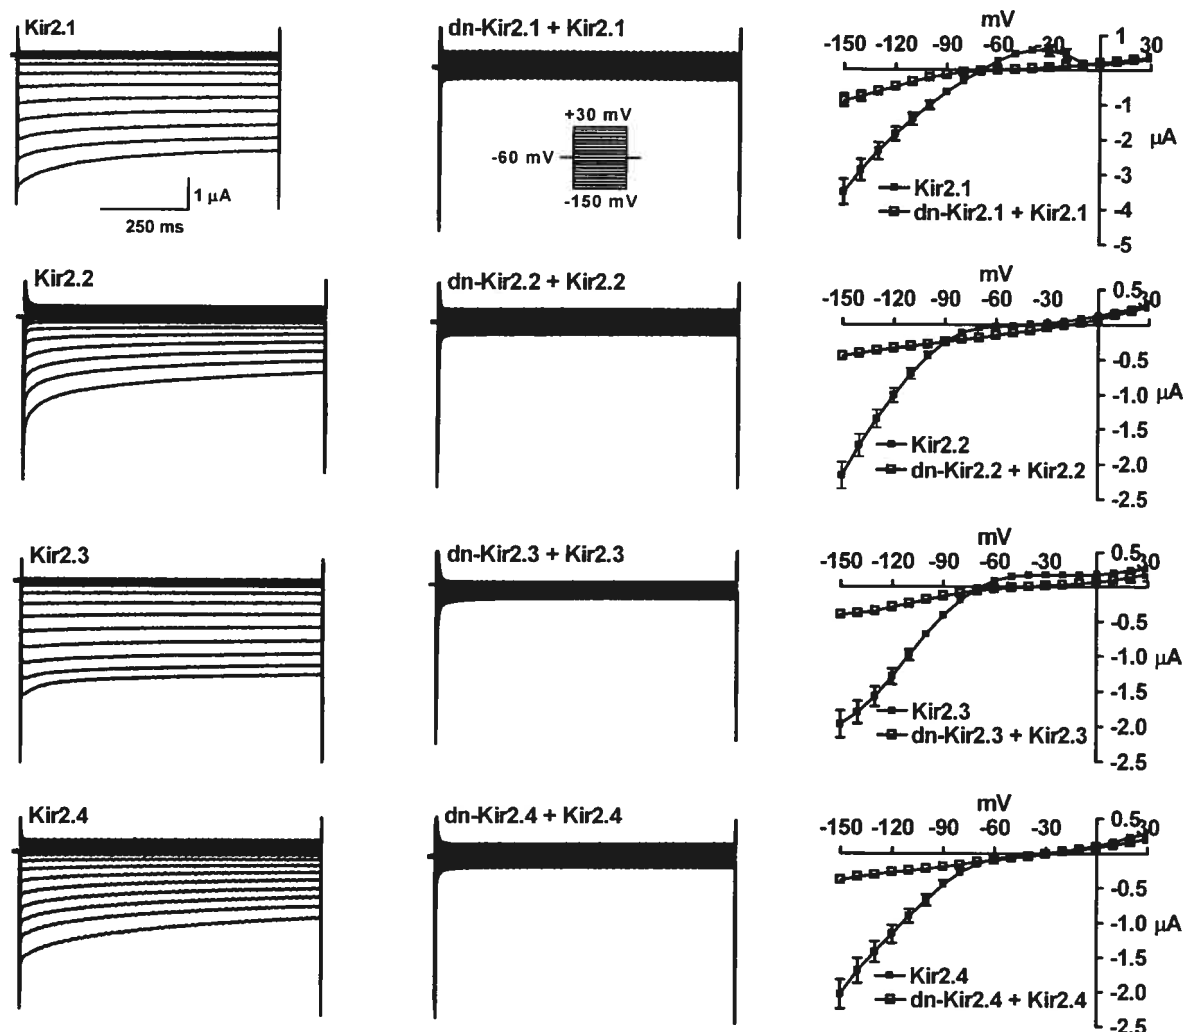 Kir2.1
1 µA
250 ms
dn-Kir2.1 + Kir2.1
+30 mV
-60 mV
-150 mV
mV
-150 -120 -90 -60 -30 30
1
-1
-2
-3
-4
-5
µA
Kir2.1
dn-Kir2.1 + Kir2.1
Kir2.2
dn-Kir2.2 + Kir2.2
mV
-150 -120 -90 -60 -30 30
0.5
-0.5
-1.0
-1.5
-2.0
-2.5
µA
Kir2.2
dn-Kir2.2 + Kir2.2
Kir2.3
dn-Kir2.3 + Kir2.3
mV
-150 -120 -90 -60 -30 30
0.5
-0.5
-1.0
-1.5
-2.0
-2.5
µA
Kir2.3
dn-Kir2.3 + Kir2.3
Kir2.4
dn-Kir2.4 + Kir2.4
mV
-150 -120 -90 -60 -30 30
0.5
-0.5
-1.0
-1.5
-2.0
-2.5
µA
Kir2.4
dn-Kir2.4 + Kir2.4